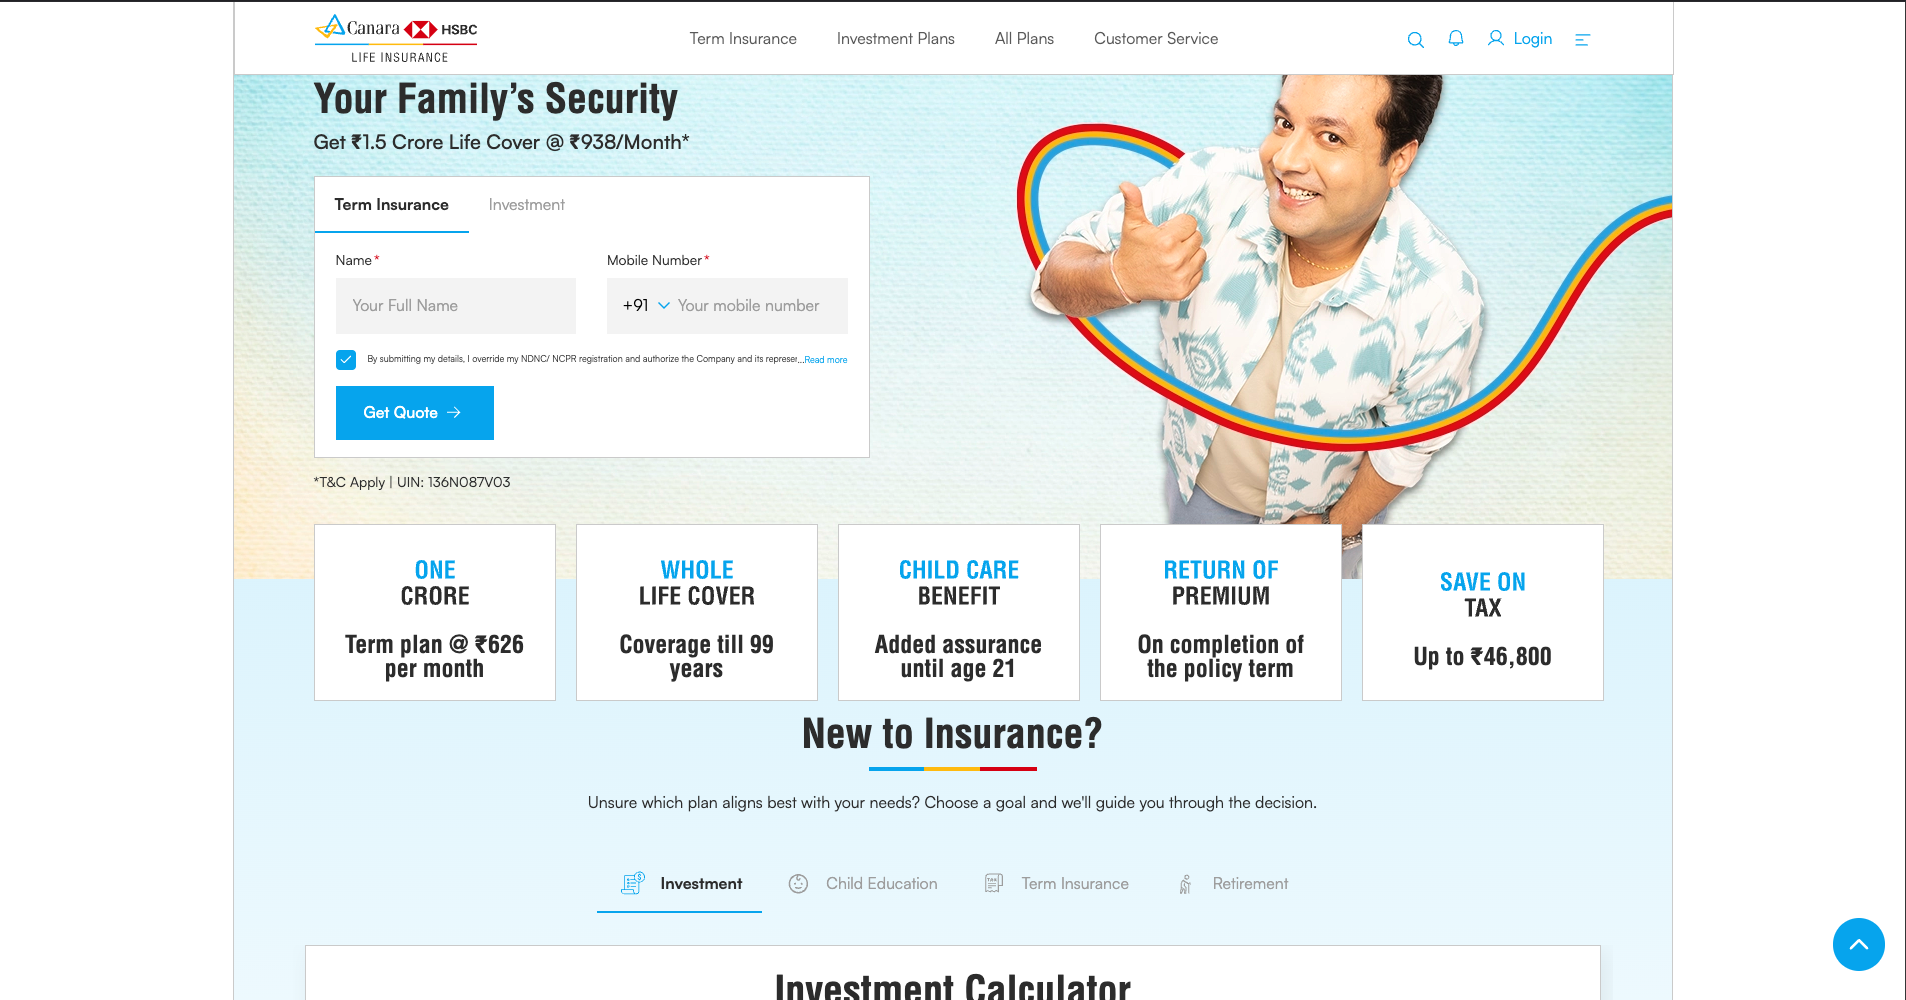 Canara HSBC
LIFE INSURANCE
Term Insurance
Investment Plans
All Plans
Customer Service
Login
Your Family’s Security
Get ₹1.5 Crore Life Cover @ ₹938/Month*
Term Insurance
Investment
Name*
Mobile Number*
Your Full Name
+91
Your mobile number
By submitting my details, I override my NDNC/ NCPR registration and authorize the Company and its represer...Read more
Get Quote
*T&C Apply | UIN: 136N087V03
ONE
CRORE
Term plan @ ₹626
per month
WHOLE
LIFE COVER
Coverage till 99
years
CHILD CARE
BENEFIT
Added assurance
until age 21
RETURN OF
PREMIUM
On completion of
the policy term
SAVE ON
TAX
Up to ₹46,800
New to Insurance?
Unsure which plan aligns best with your needs? Choose a goal and we'll guide you through the decision.
Investment
Child Education
Term Insurance
Retirement
Investment Calculator